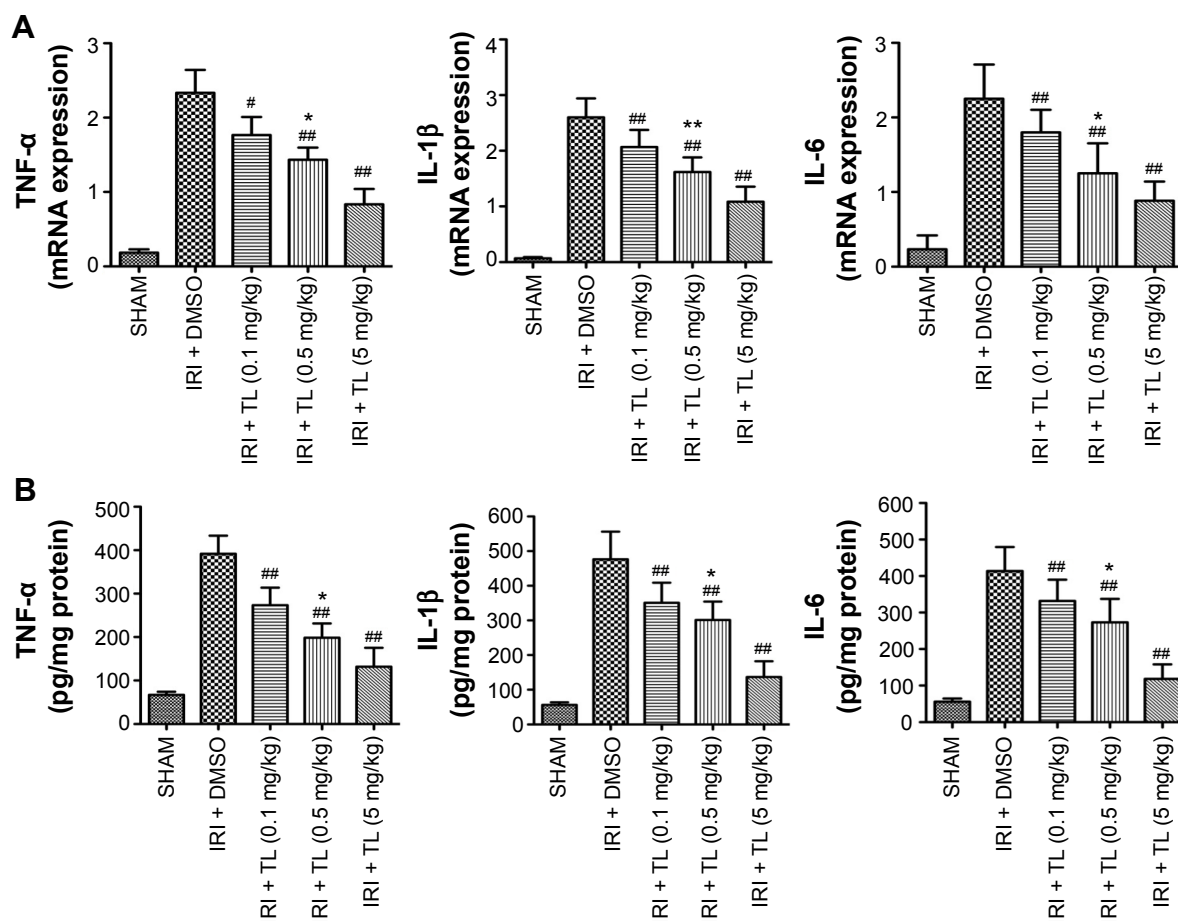 A
TNF-α
(mRNA expression)
3
2
1
0
#
*
##
##
SHAM
IRI + DMSO
IRI + TL (0.1 mg/kg)
IRI + TL (0.5 mg/kg)
IRI + TL (5 mg/kg)
IL-1β
(mRNA expression)
4
3
2
1
0
##
**
##
##
SHAM
IRI + DMSO
IRI + TL (0.1 mg/kg)
IRI + TL (0.5 mg/kg)
IRI + TL (5 mg/kg)
IL-6
(mRNA expression)
3
2
1
0
##
*
##
##
SHAM
IRI + DMSO
IRI + TL (0.1 mg/kg)
IRI + TL (0.5 mg/kg)
IRI + TL (5 mg/kg)
B
TNF-α
(pg/mg protein)
500
400
300
200
100
0
##
*
##
##
SHAM
IRI + DMSO
RI + TL (0.1 mg/kg)
RI + TL (0.5 mg/kg)
IRI + TL (5 mg/kg)
IL-1β
(pg/mg protein)
600
500
400
300
200
100
0
##
*
##
##
SHAM
IRI + DMSO
RI + TL (0.1 mg/kg)
RI + TL (0.5 mg/kg)
IRI + TL (5 mg/kg)
IL-6
(pg/mg protein)
600
500
400
300
200
100
0
##
*
##
##
SHAM
IRI + DMSO
RI + TL (0.1 mg/kg)
RI + TL (0.5 mg/kg)
IRI + TL (5 mg/kg)